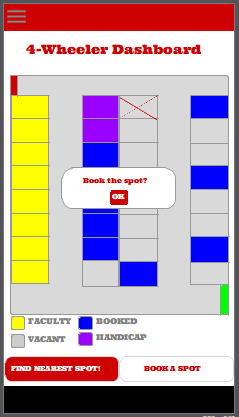 4-Wheeler Dashboard
Book the spot?
OK
FACULTY
BOOKED
VACANT
HANDICAP
FIND NEAREST SPOT!
BOOK A SPOT